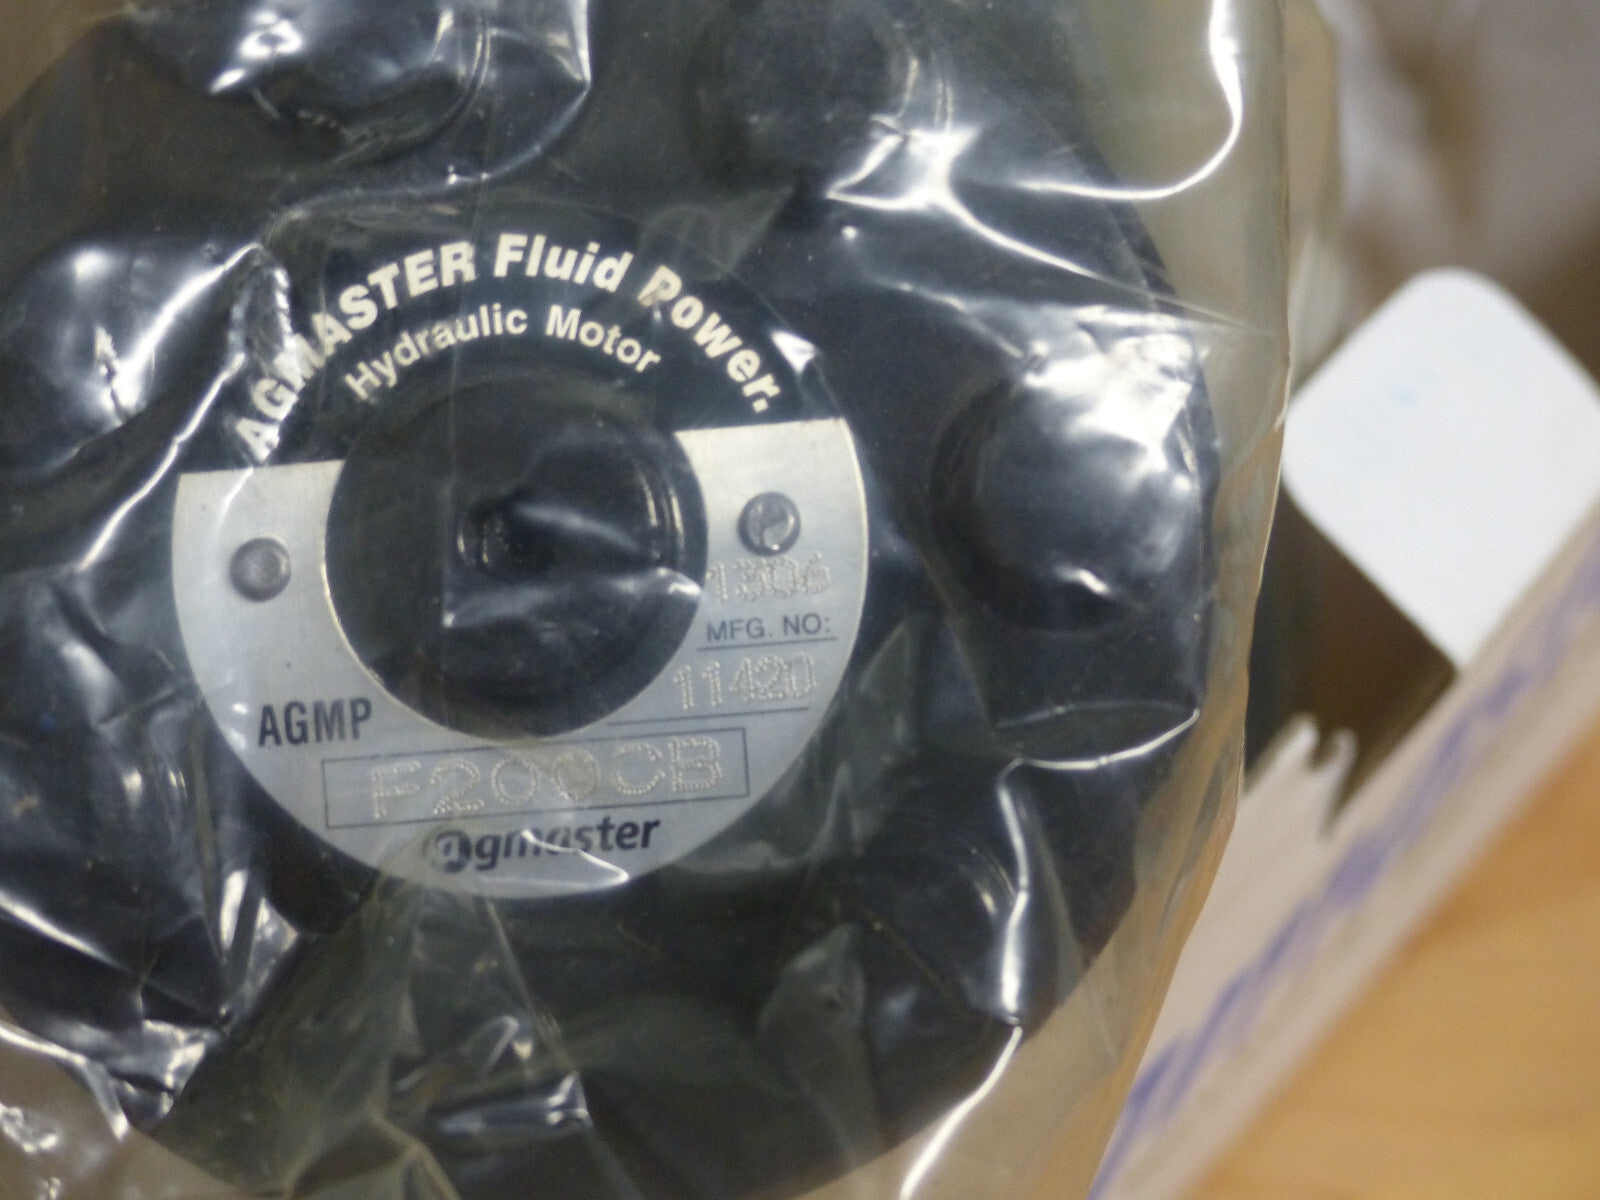 AGMASTER Fluid Power.
Hydraulic Motor
1306
MFG. NO:
11420
AGMP
F200CB
agmaster